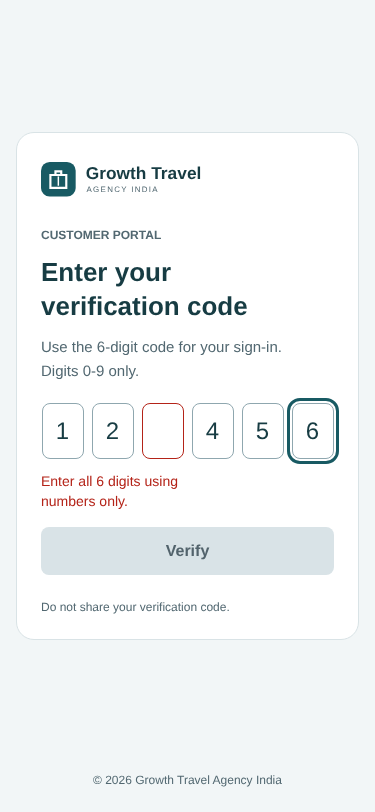 Growth Travel
AGENCY INDIA
CUSTOMER PORTAL
Enter your
verification code
Use the 6-digit code for your sign-in.
Digits 0-9 only.
1 2 4 5 6
Enter all 6 digits using
numbers only.
Verify
Do not share your verification code.
© 2026 Growth Travel Agency India